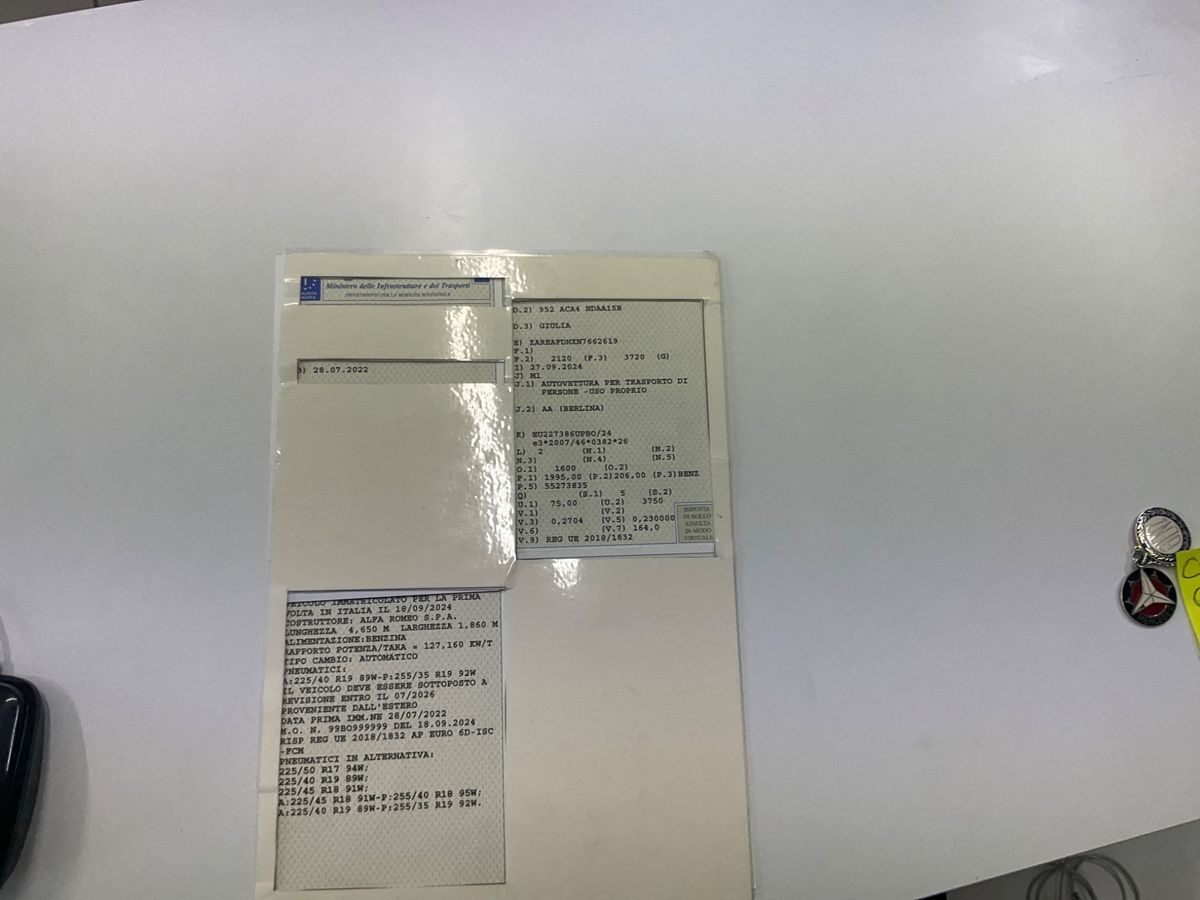 Ministero delle Infrastrutture e dei Trasporti
DIPARTIMENTO PER LA MOBILITÀ SOSTENIBILE
B) 28.07.2022
D.2) 952 ACA4 NDAA15B
D.3) GIULIA
E) ZAREAFDNXN7662619
F.1)
F.2) 2120 (F.3) 3720 (G)
I) 27.09.2024
J) M1
J.1) AUTOVETTURA PER TRASPORTO DI
PERSONE -USO PROPRIO
J.2) AA (BERLINA)
K) EU227386UPBO/24
e3*2007/46*0382*26
L) 2 (N.1) (N.2)
N.3) (N.4) (N.5)
O.1) 1600 (O.2)
P.1) 1995,00 (P.2)206,00 (P.3)BENZ
P.5) 55273835
Q) (S.1) 5 (S.2)
U.1) 75,00 (U.2) 3750
V.1) (V.2)
V.3) 0,2704 (V.5) 0,230000
V.6) (V.7) 164,0
V.9) REG UE 2018/1832
IMPOSTA
DI BOLLO
ASSOLTA
IN MODO
VIRTUALE
VEICOLO IMMATRICOLATO PER LA PRIMA
VOLTA IN ITALIA IL 18/09/2024
COSTRUTTORE: ALFA ROMEO S.P.A.
LUNGHEZZA 4,650 M LARGHEZZA 1,860 M
ALIMENTAZIONE:BENZINA
RAPPORTO POTENZA/TARA = 127,160 KW/T
TIPO CAMBIO: AUTOMATICO
PNEUMATICI:
A:225/40 R19 89W-P:255/35 R19 92W
IL VEICOLO DEVE ESSERE SOTTOPOSTO A
REVISIONE ENTRO IL 07/2026
PROVENIENTE DALL'ESTERO
DATA PRIMA IMM.NE 28/07/2022
M.O. N. 99BO999999 DEL 18.09.2024
RISP REG UE 2018/1832 AP EURO 6D-ISC
-FCM
PNEUMATICI IN ALTERNATIVA:
225/50 R17 94W;
225/40 R19 89W;
225/45 R18 91W;
A:225/45 R18 91W-P:255/40 R18 95W;
A:225/40 R19 89W-P:255/35 R19 92W.